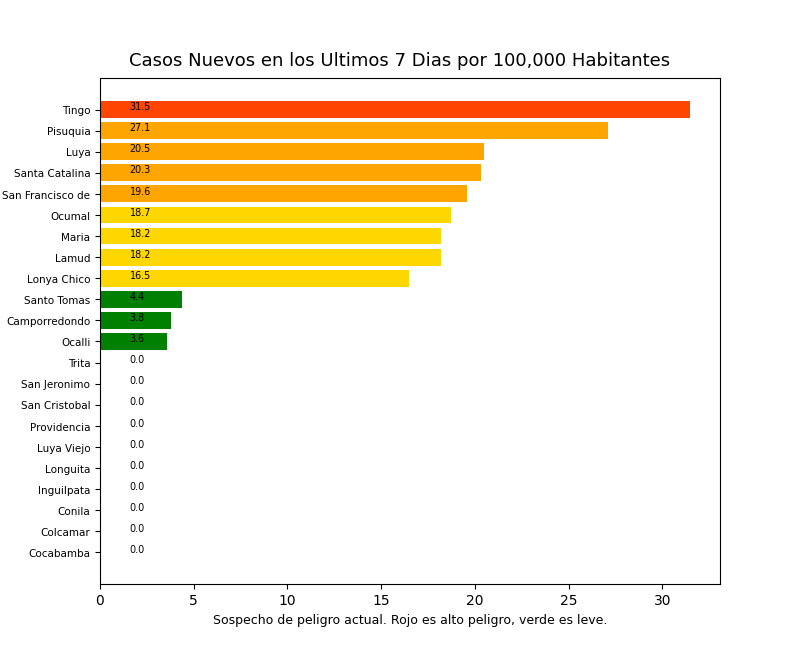 Casos Nuevos en los Ultimos 7 Dias por 100,000 Habitantes
Tingo 31.5
Pisuquia 27.1
Luya 20.5
Santa Catalina 20.3
San Francisco de 19.6
Ocumal 18.7
Maria 18.2
Lamud 18.2
Lonya Chico 16.5
Santo Tomas 4.4
Camporredondo 3.8
Ocalli 3.6
Trita 0.0
San Jeronimo 0.0
San Cristobal 0.0
Providencia 0.0
Luya Viejo 0.0
Longuita 0.0
Inguilpata 0.0
Conila 0.0
Colcamar 0.0
Cocabamba 0.0
0 5 10 15 20 25 30
Sospecho de peligro actual. Rojo es alto peligro, verde es leve.